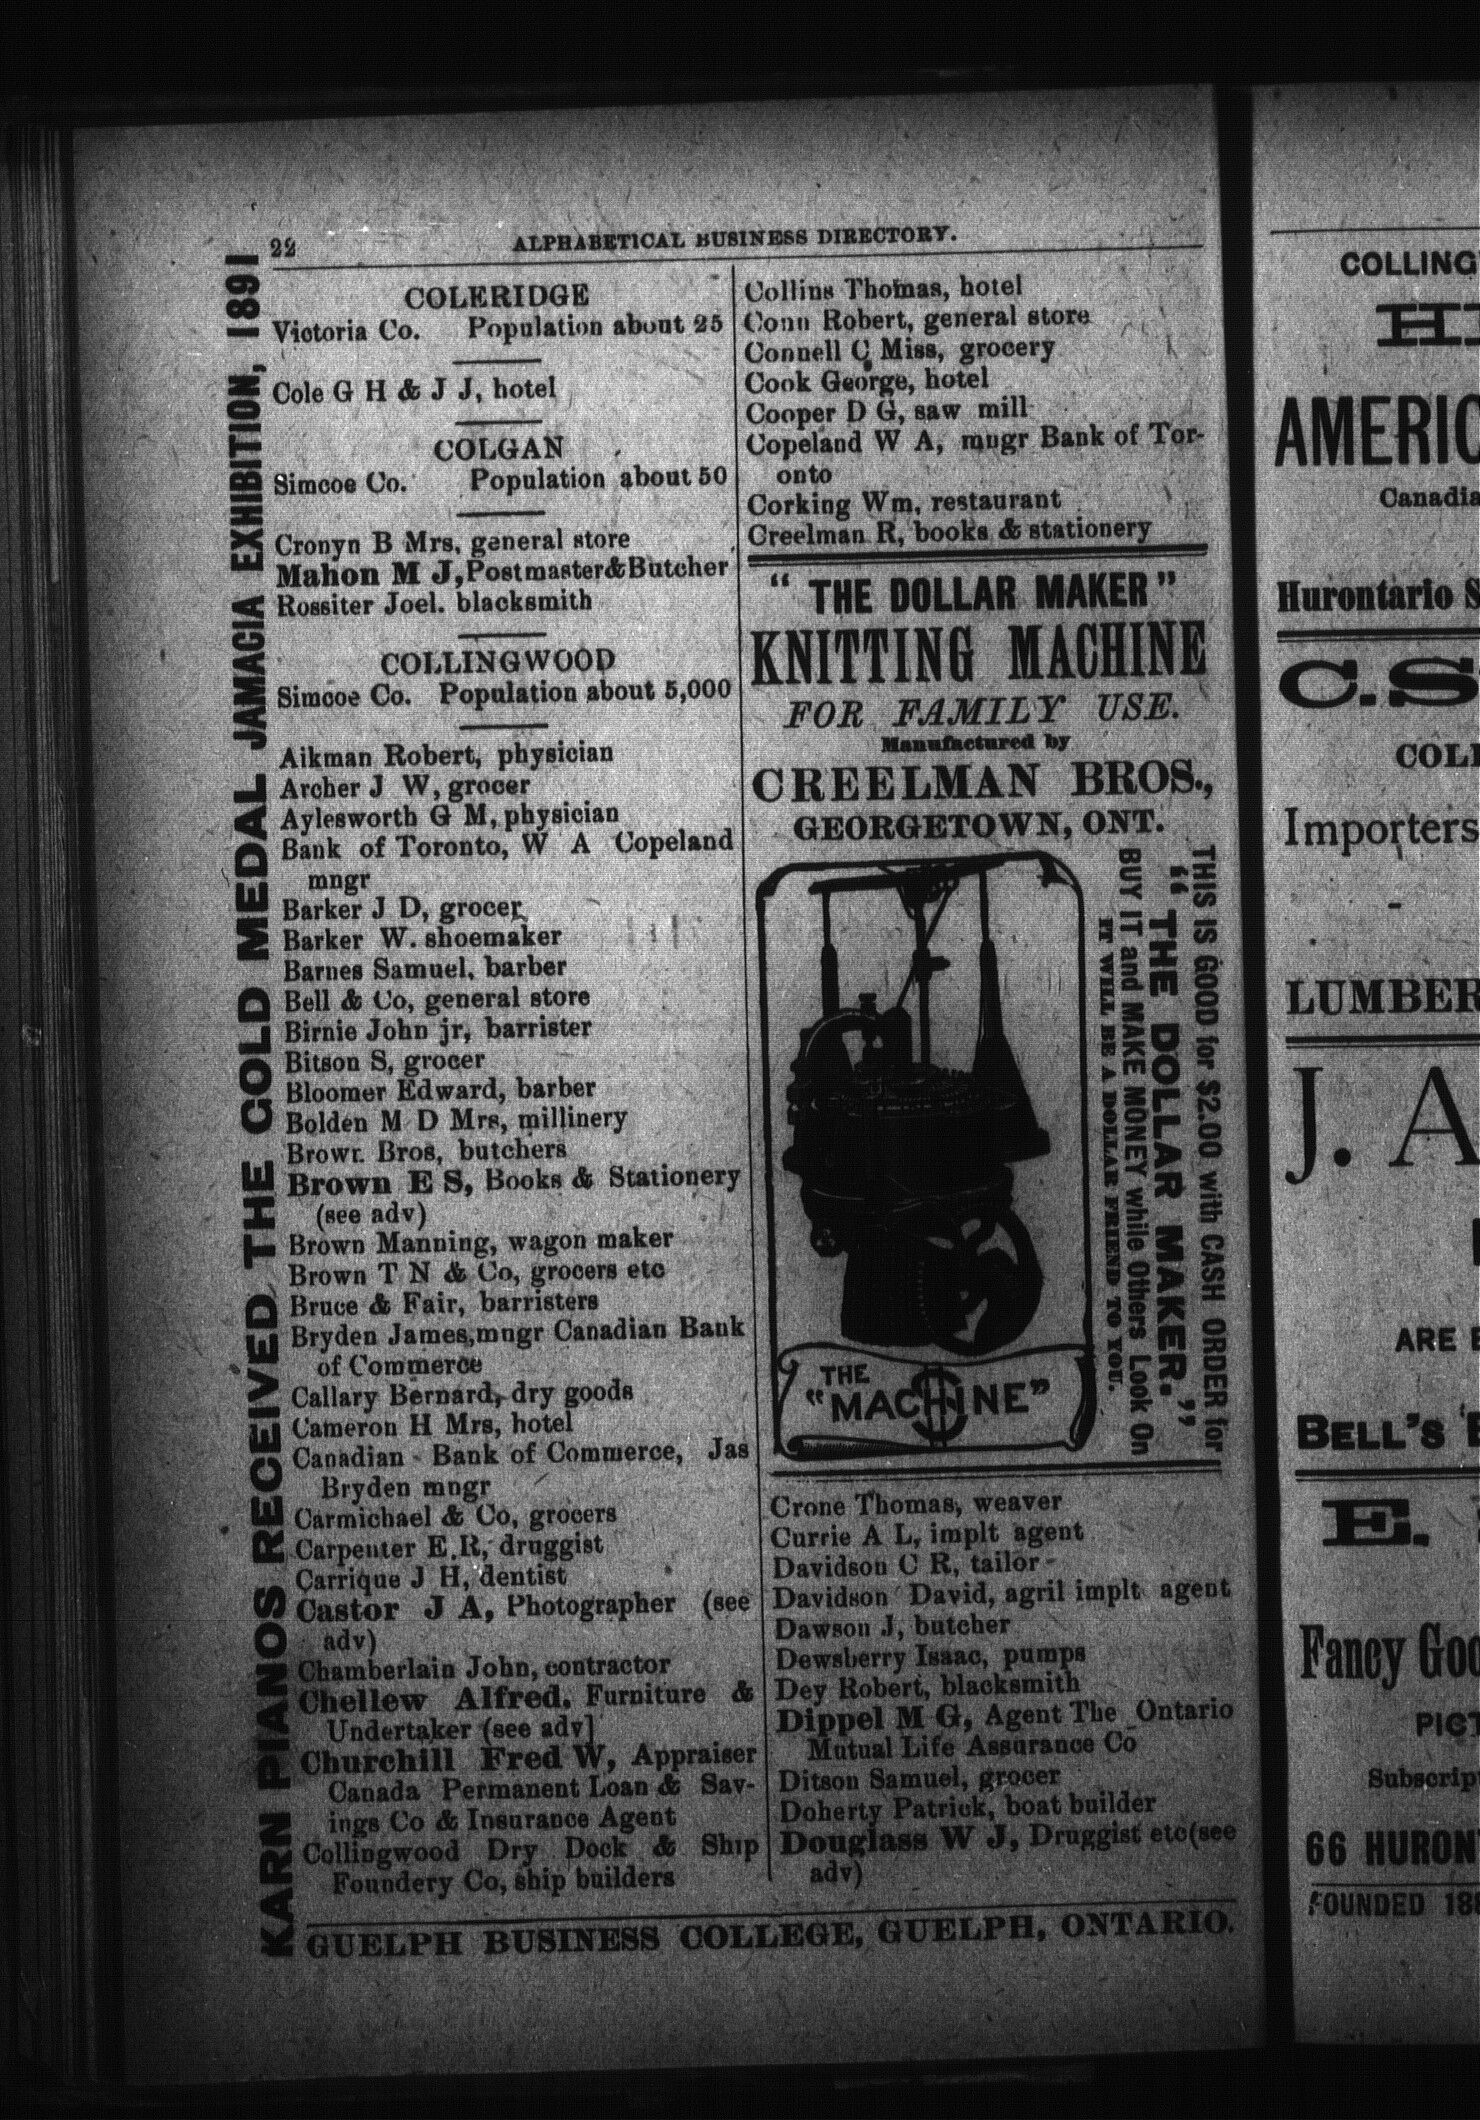 22
ALPHABETICAL BUSINESS DIRECTORY.
KARN PIANOS RECEIVED THE GOLD MEDAL JAMACIA EXHIBITION, 1891
COLERIDGE
Victoria Co. Population about 25
Cole G H & J J, hotel
COLGAN
Simcoe Co. Population about 50
Cronyn B Mrs, general store
Mahon M J, Postmaster & Butcher
Rossiter Joel. blacksmith
COLLINGWOOD
Simcoe Co. Population about 5,000
Aikman Robert, physician
Archer J W, grocer
Aylesworth G M, physician
Bank of Toronto, W A Copeland
mngr
Barker J D, grocer
Barker W. shoemaker
Barnes Samuel, barber
Bell & Co, general store
Birnie John jr, barrister
Bitson S, grocer
Bloomer Edward, barber
Bolden M D Mrs, millinery
Brown Bros, butchers
Brown E S, Books & Stationery
(see adv)
Brown Manning, wagon maker
Brown T N & Co, grocers etc
Bruce & Fair, barristers
Bryden James, mngr Canadian Bank
of Commerce
Callary Bernard, dry goods
Cameron H Mrs, hotel
Canadian Bank of Commerce, Jas
Bryden mngr
Carmichael & Co, grocers
Carpenter E.R, druggist
Carrique J H, dentist
Castor J A, Photographer (see
adv)
Chamberlain John, contractor
Chellew Alfred. Furniture &
Undertaker (see adv]
Churchill Fred W, Appraiser
Canada Permanent Loan & Sav-
ings Co & Insurance Agent
Collingwood Dry Dock & Ship
Foundery Co, ship builders
Collins Thomas, hotel
Conn Robert, general store
Connell C Miss, grocery
Cook George, hotel
Cooper D G, saw mill
Copeland W A, mngr Bank of Tor-
onto
Corking Wm, restaurant
Creelman R, books & stationery
"THE DOLLAR MAKER"
KNITTING MACHINE
FOR FAMILY USE.
Manufactured by
CREELMAN BROS.,
GEORGETOWN, ONT.
THIS IS GOOD for $2.00 with CASH ORDER for
"THE DOLLAR MAKER."
BUY IT and MAKE MONEY while Others Look On
IT WILL BE A DOLLAR FRIEND TO YOU.
THE
"MACHINE"
Crone Thomas, weaver
Currie A L, implt agent
Davidson C R, tailor
Davidson David, agril implt agent
Dawson J, butcher
Dewsberry Isaac, pumps
Dey Robert, blacksmith
Dippel M G, Agent The Ontario
Mutual Life Assurance Co
Ditson Samuel, grocer
Doherty Patrick, boat builder
Douglass W J, Druggist etc (see
adv)
GUELPH BUSINESS COLLEGE, GUELPH, ONTARIO.
COLLING
AMERIC
Canadia
Hurontario S
C.S
COLL
Importers
LUMBER
J. A
ARE
BELL'S
E.
Fancy Goo
PICT
Subscrip
66 HURON
FOUNDED 18